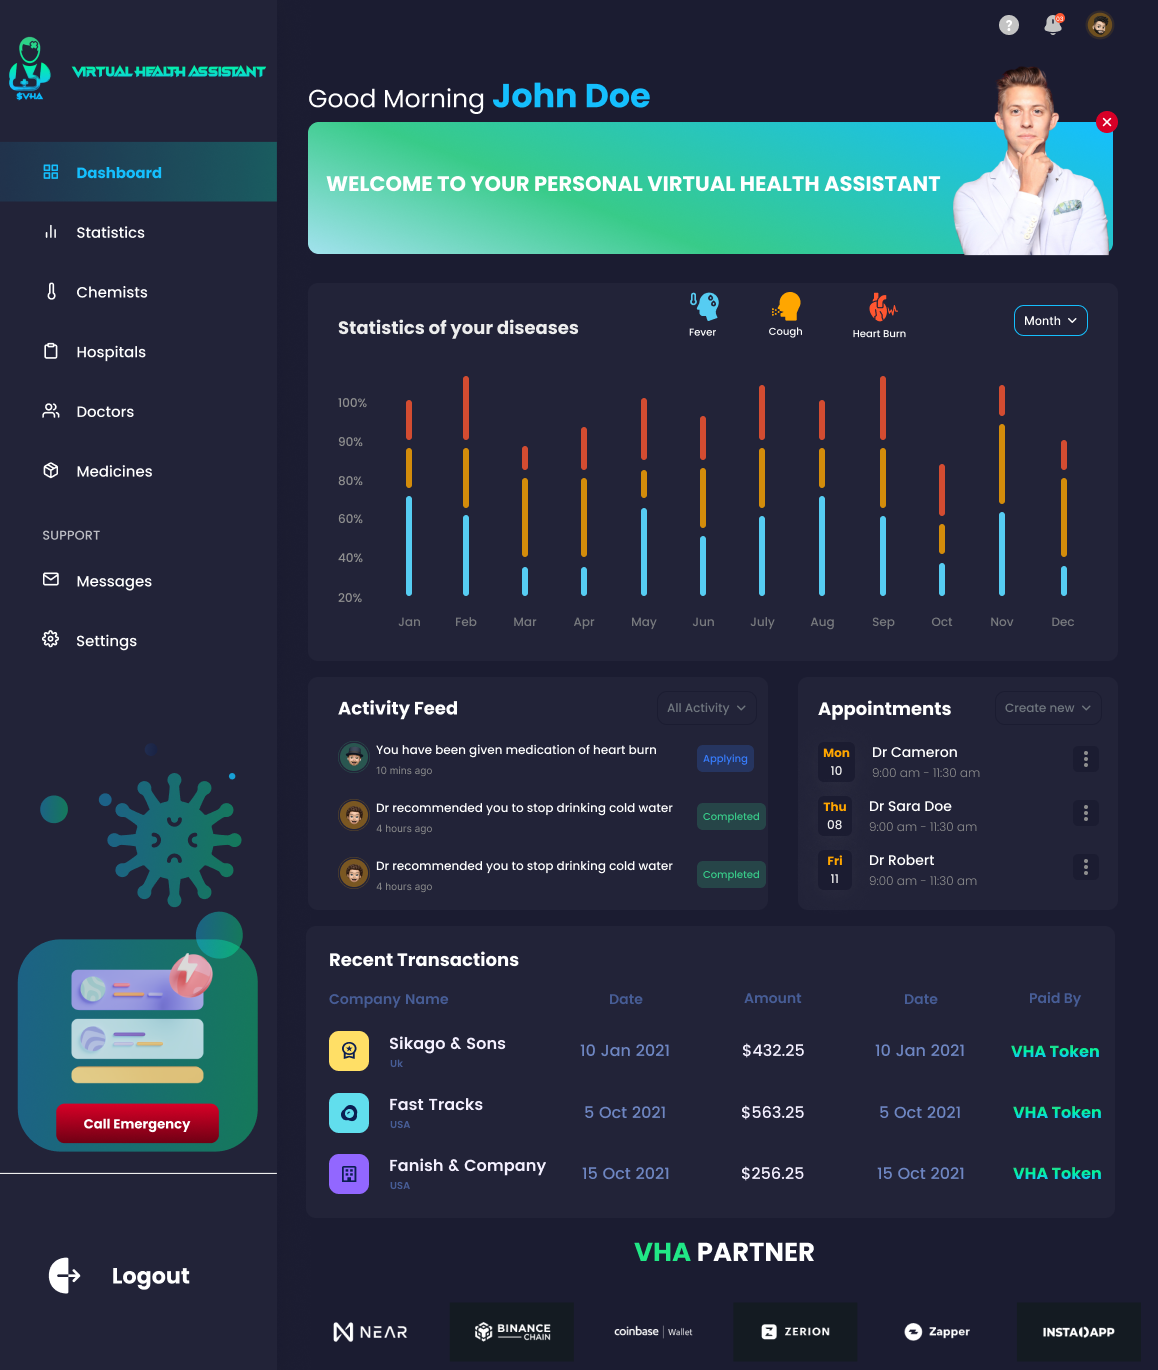 ?
03
VIRTUAL HEALTH ASSISTANT
$VHA
Good Morning John Doe
WELCOME TO YOUR PERSONAL VIRTUAL HEALTH ASSISTANT
Dashboard
Statistics
Chemists
Hospitals
Doctors
Medicines
SUPPORT
Messages
Settings
Call Emergency
Logout
Statistics of your diseases
Fever
Cough
Heart Burn
Month
100%
90%
80%
60%
40%
20%
Jan Feb Mar Apr May Jun July Aug Sep Oct Nov Dec
Activity Feed
All Activity
You have been given medication of heart burn
10 mins ago
Applying
Dr recommended you to stop drinking cold water
4 hours ago
Completed
Dr recommended you to stop drinking cold water
4 hours ago
Completed
Appointments
Create new
Mon
10
Dr Cameron
9:00 am - 11:30 am
Thu
08
Dr Sara Doe
9:00 am - 11:30 am
Fri
11
Dr Robert
9:00 am - 11:30 am
Recent Transactions
Company Name Date Amount Date Paid By
Sikago & Sons 10 Jan 2021 $432.25 10 Jan 2021 VHA Token
Uk
Fast Tracks 5 Oct 2021 $563.25 5 Oct 2021 VHA Token
USA
Fanish & Company 15 Oct 2021 $256.25 15 Oct 2021 VHA Token
USA
VHA PARTNER
NEAR
BINANCE
CHAIN
coinbase | Wallet
ZERION
Zapper
INSTAPP